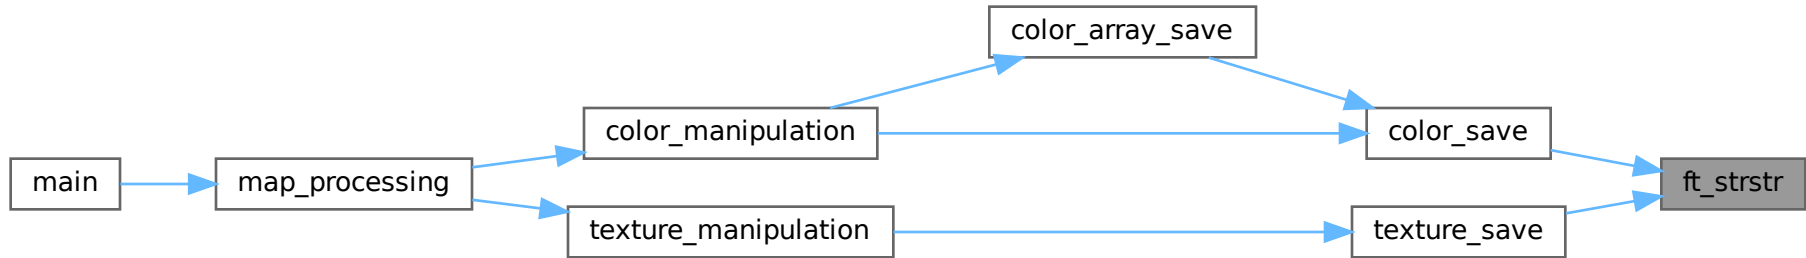 color_array_save
color_manipulation
color_save
main
map_processing
ft_strstr
texture_manipulation
texture_save